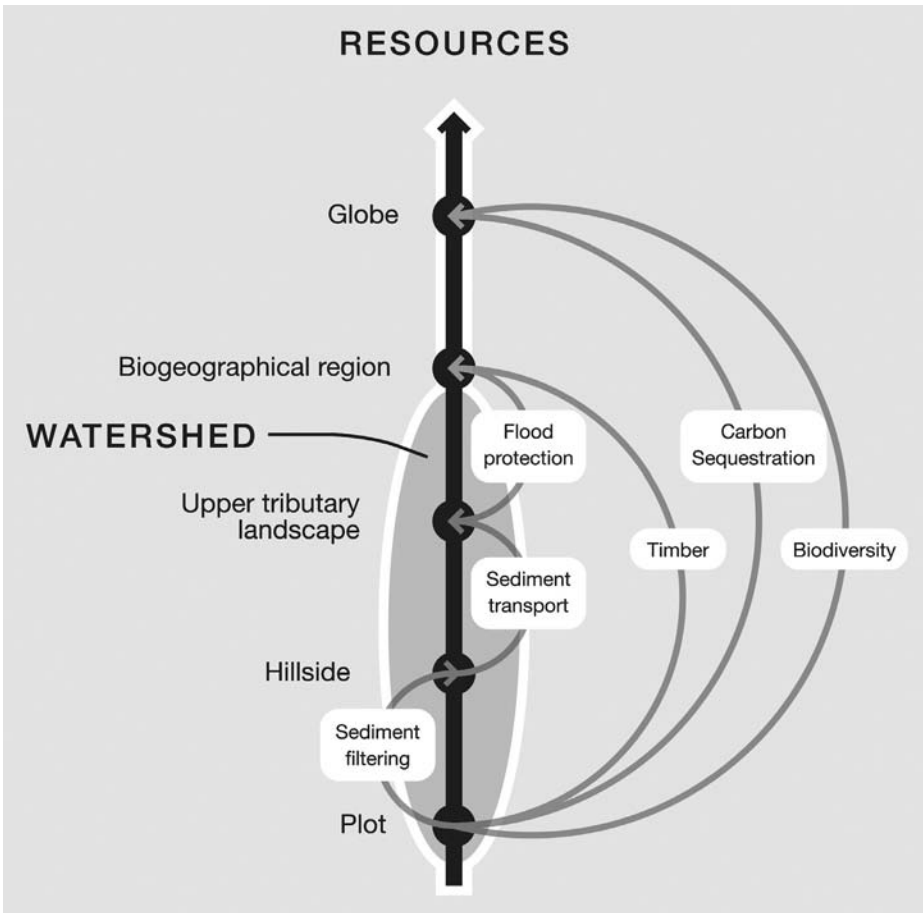 RESOURCES
Globe
Biogeographical region
WATERSHED
Flood
protection
Carbon
Sequestration
Upper tributary
landscape
Timber
Biodiversity
Sediment
transport
Hillside
Sediment
filtering
Plot